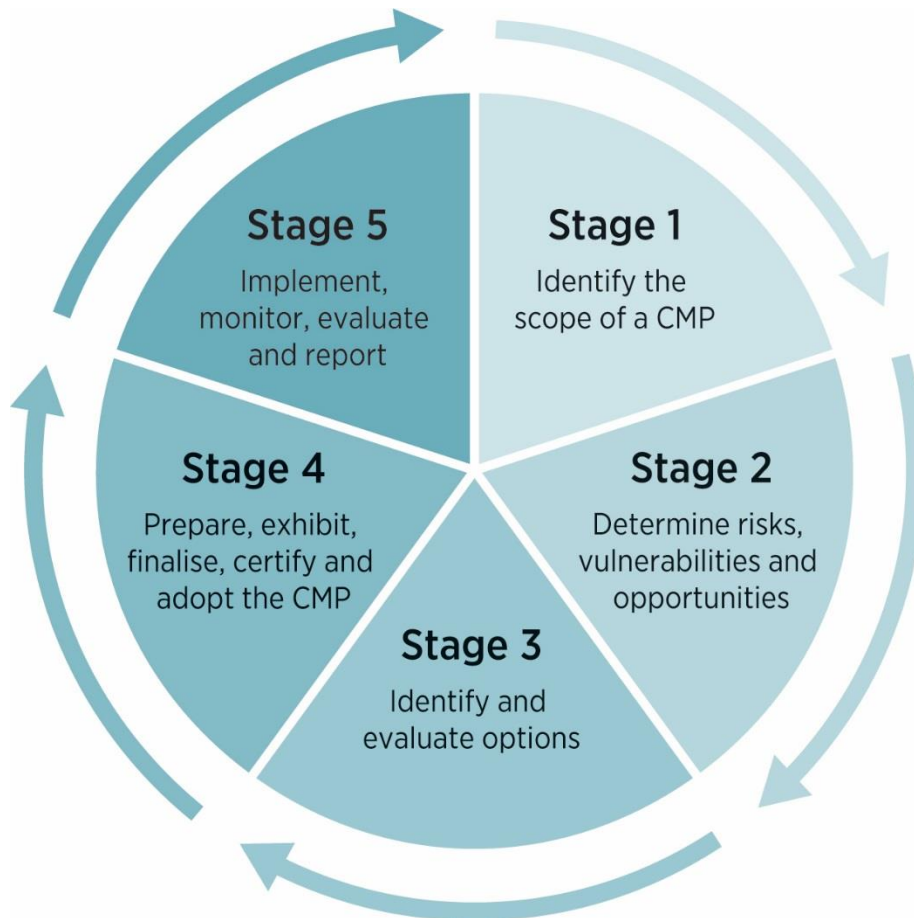 Stage 1
Identify the
scope of a CMP
Stage 2
Determine risks,
vulnerabilities and
opportunities
Stage 3
Identify and
evaluate options
Stage 4
Prepare, exhibit,
finalise, certify and
adopt the CMP
Stage 5
Implement,
monitor, evaluate
and report